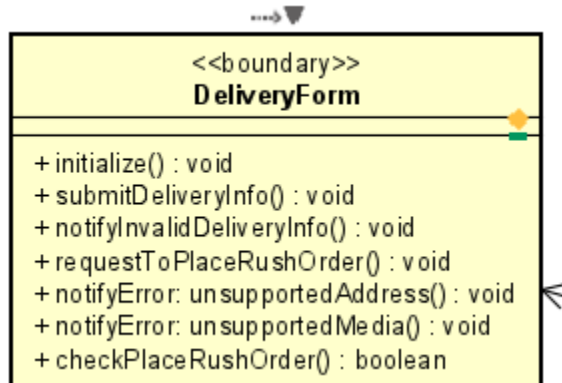 <<boundary>>
DeliveryForm
+ initialize() : void
+ submitDeliveryInfo() : void
+ notifyInvalidDeliveryInfo() : void
+ requestToPlaceRushOrder() : void
+ notifyError: unsupportedAddress() : void
+ notifyError: unsupportedMedia() : void
+ checkPlaceRushOrder() : boolean